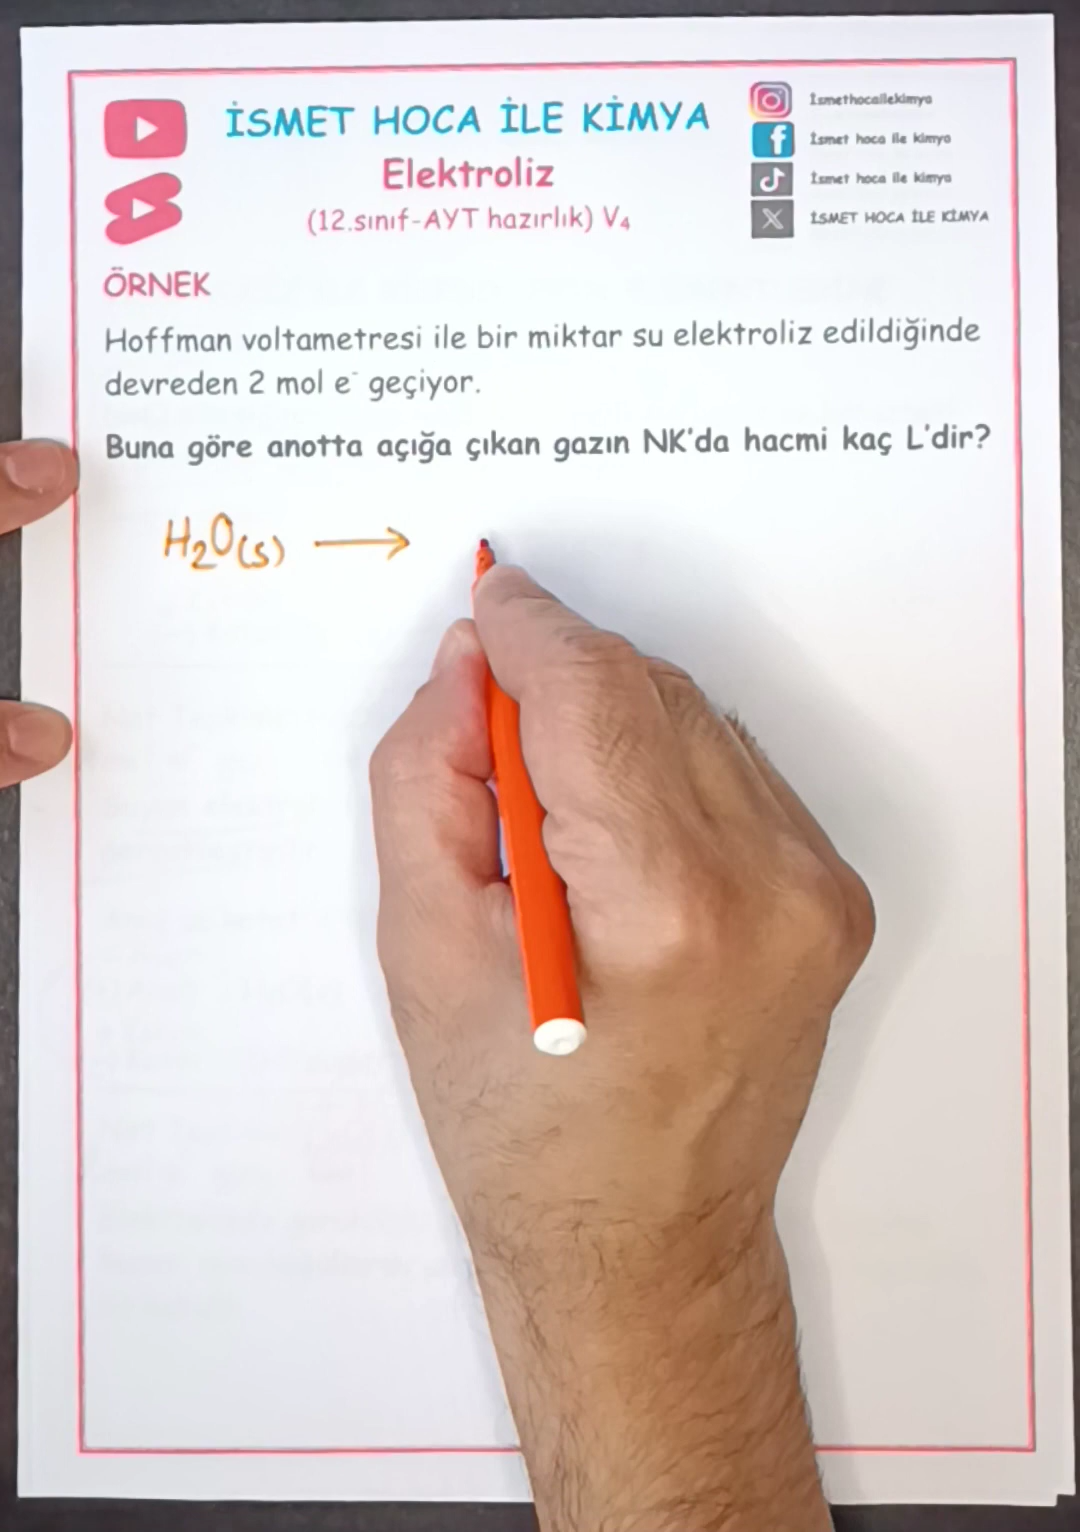 İSMET HOCA İLE KİMYA
Elektroliz
(12.sınıf-AYT hazırlık) V4
İsmethocailekimya
İsmet hoca ile kimya
İsmet hoca ile kimya
İSMET HOCA İLE KİMYA
ÖRNEK
Hoffman voltametresi ile bir miktar su elektroliz edildiğinde
devreden 2 mol e⁻ geçiyor.
Buna göre anotta açığa çıkan gazın NK'da hacmi kaç L'dir?
H₂O(s) →